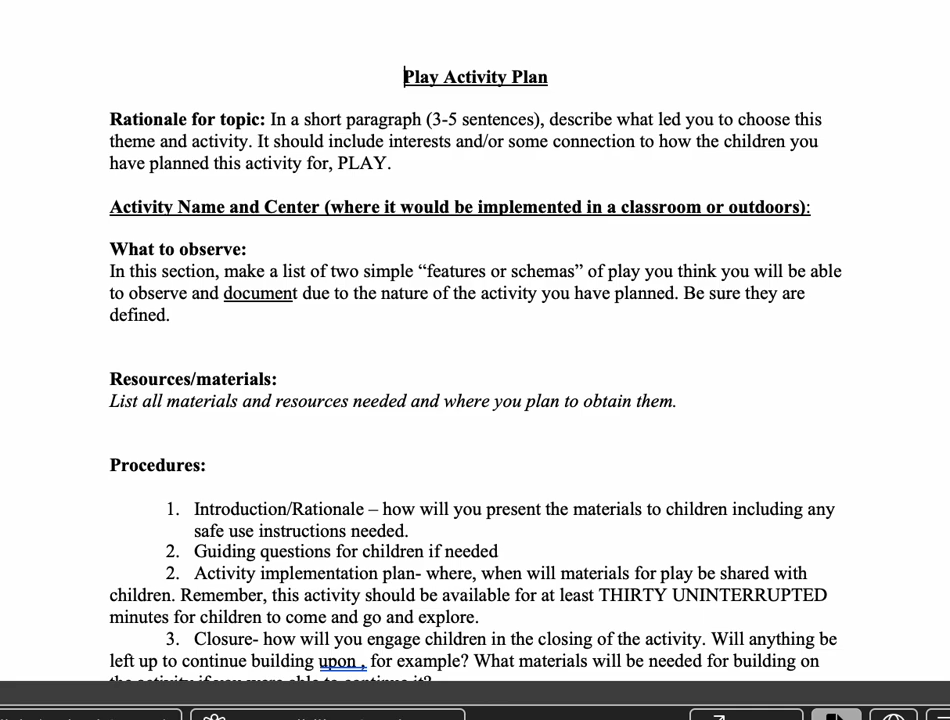 Play Activity Plan
Rationale for topic: In a short paragraph (3-5 sentences), describe what led you to choose this
theme and activity. It should include interests and/or some connection to how the children you
have planned this activity for, PLAY.
Activity Name and Center (where it would be implemented in a classroom or outdoors):
What to observe:
In this section, make a list of two simple “features or schemas” of play you think you will be able
to observe and document due to the nature of the activity you have planned. Be sure they are
defined.
Resources/materials:
List all materials and resources needed and where you plan to obtain them.
Procedures:
1. Introduction/Rationale – how will you present the materials to children including any
safe use instructions needed.
2. Guiding questions for children if needed
2. Activity implementation plan- where, when will materials for play be shared with
children. Remember, this activity should be available for at least THIRTY UNINTERRUPTED
minutes for children to come and go and explore.
3. Closure- how will you engage children in the closing of the activity. Will anything be
left up to continue building upon , for example? What materials will be needed for building on